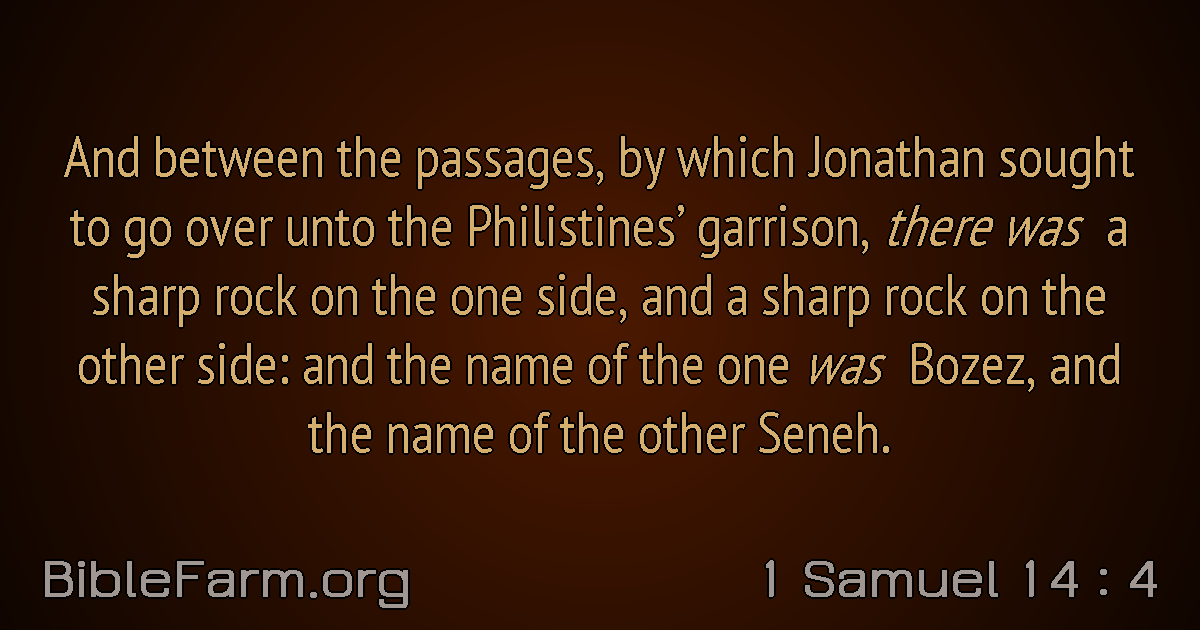 And between the passages, by which Jonathan sought
to go over unto the Philistines’ garrison, there was a
sharp rock on the one side, and a sharp rock on the
other side: and the name of the one was Bozez, and
the name of the other Seneh.
BibleFarm.org
1 Samuel 14 : 4